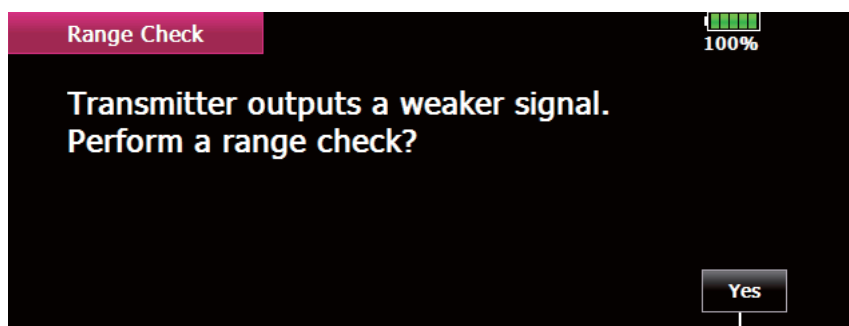 Range Check
100%
Transmitter outputs a weaker signal.
Perform a range check?
Yes